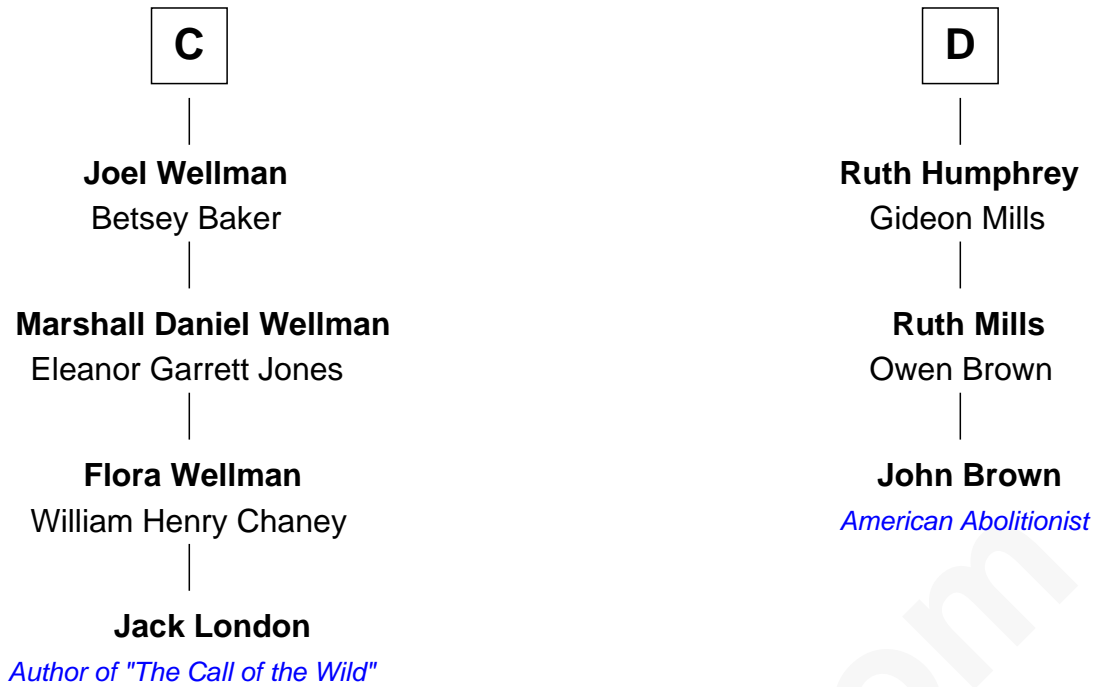 C
Joel Wellman
Betsey Baker
Marshall Daniel Wellman
Eleanor Garrett Jones
Flora Wellman
William Henry Chaney
Jack London
Author of "The Call of the Wild"
D
Ruth Humphrey
Gideon Mills
Ruth Mills
Owen Brown
John Brown
American Abolitionist
om